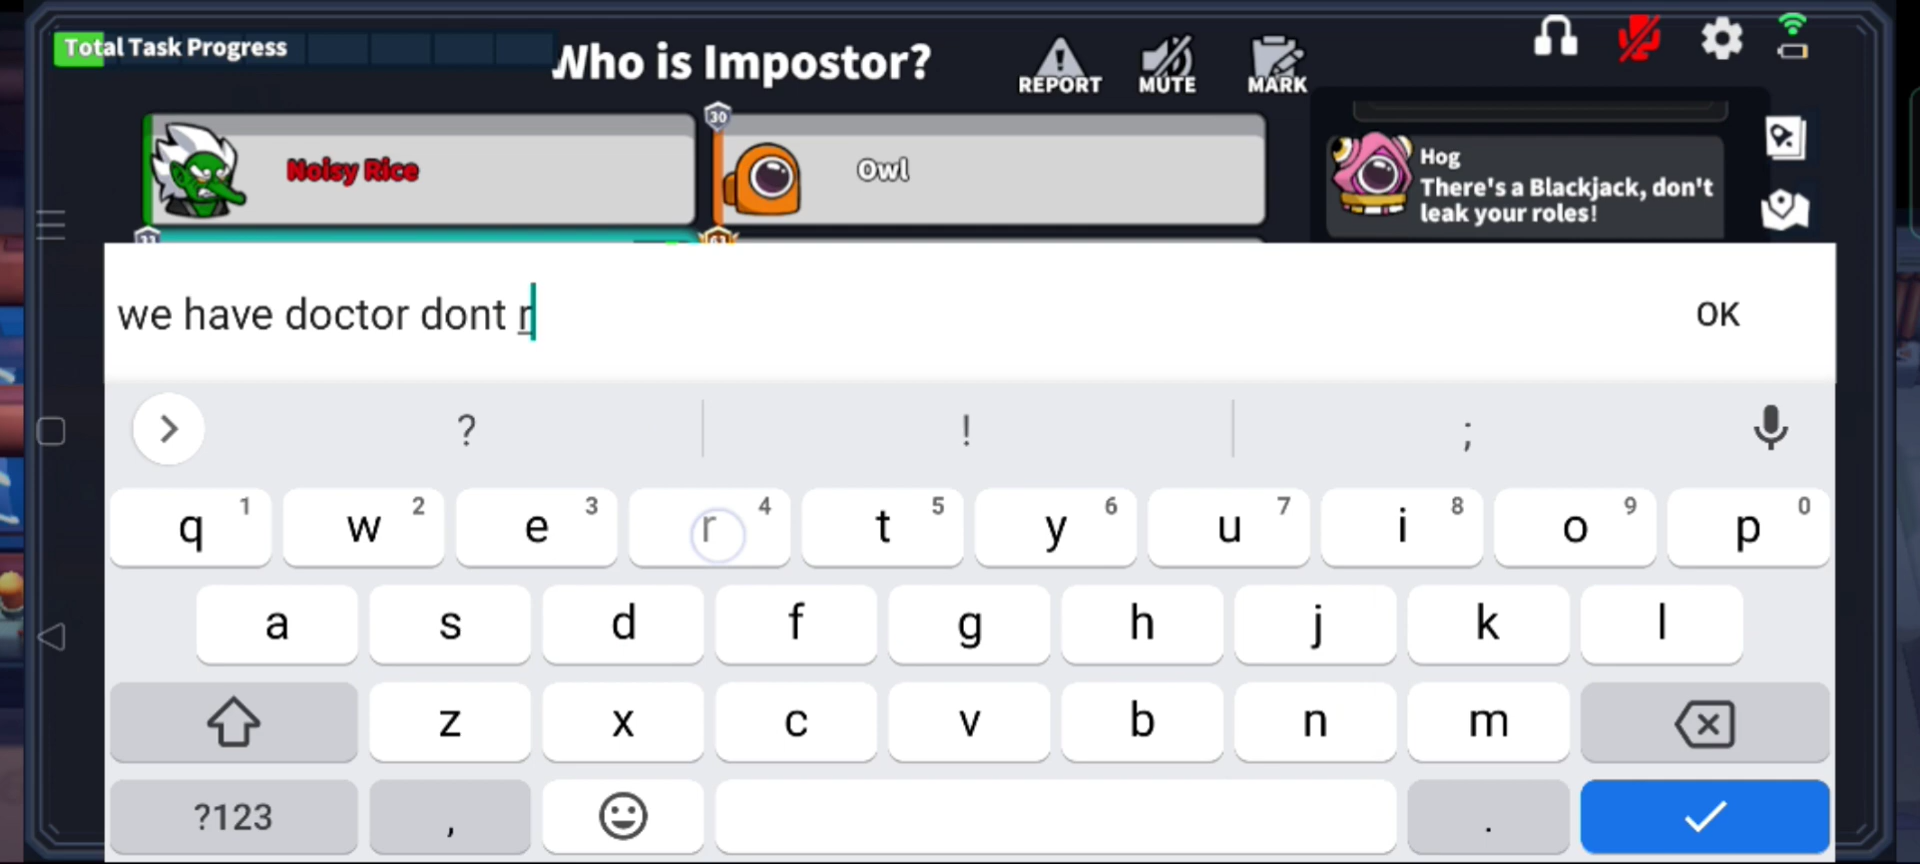 Total Task Progress
Who is Impostor?
REPORT
MUTE
MARK
30
Noisy Rice
Owl
Hog
There's a Blackjack, don't
leak your roles!
we have doctor dont r
OK
? ! ;
q 1 w 2 e 3 r 4 t 5 y 6 u 7 i 8 o 9 p 0
a s d f g h j k l
z x c v b n m
?123 , .